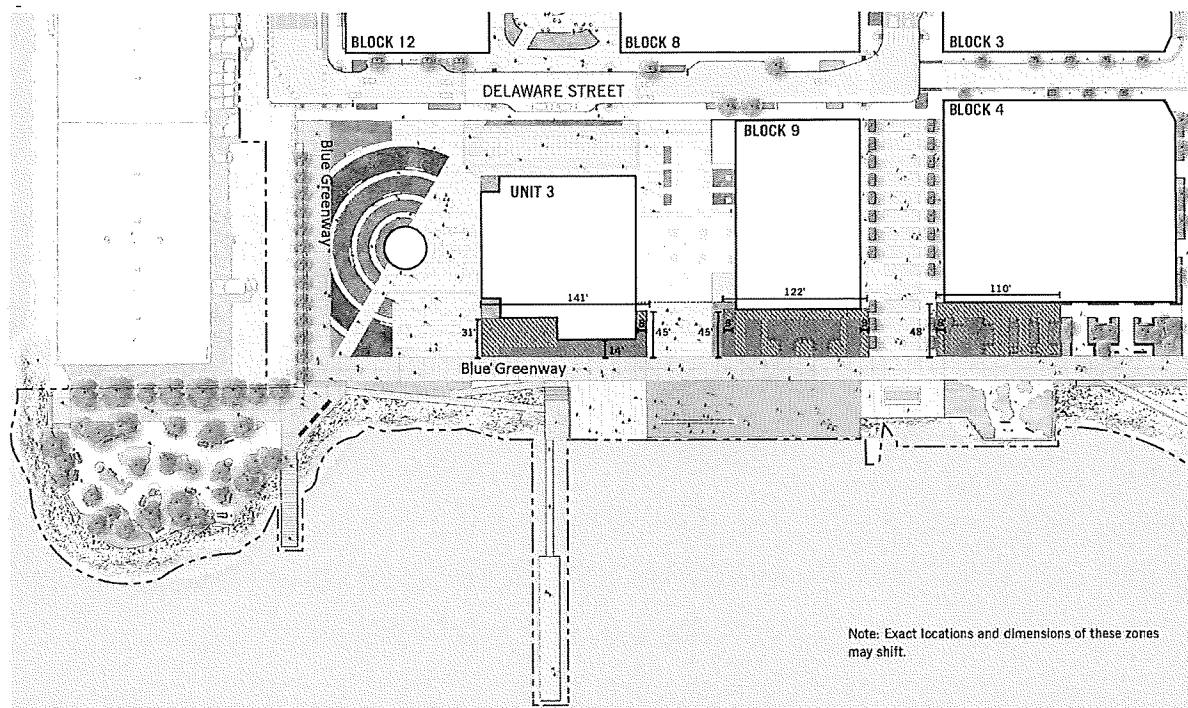 BLOCK 12
BLOCK 8
BLOCK 3
DELAWARE STREET
BLOCK 4
BLOCK 9
Blue Greenway
UNIT 3
141'
122'
110'
31'
45'
45'
48'
14'
Blue Greenway
Note: Exact locations and dimensions of these zones
may shift.